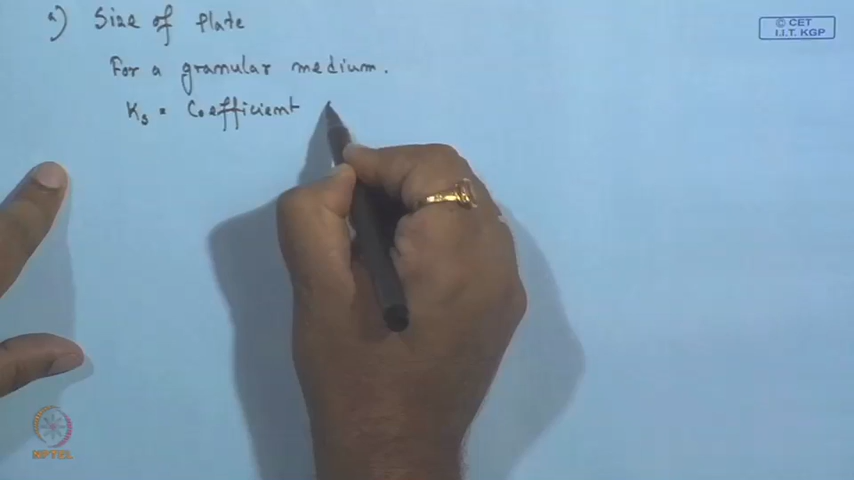 a) Size of Plate
© CET
I.I.T. KGP
For a granular medium.
Ks = Coefficient
NPTEL